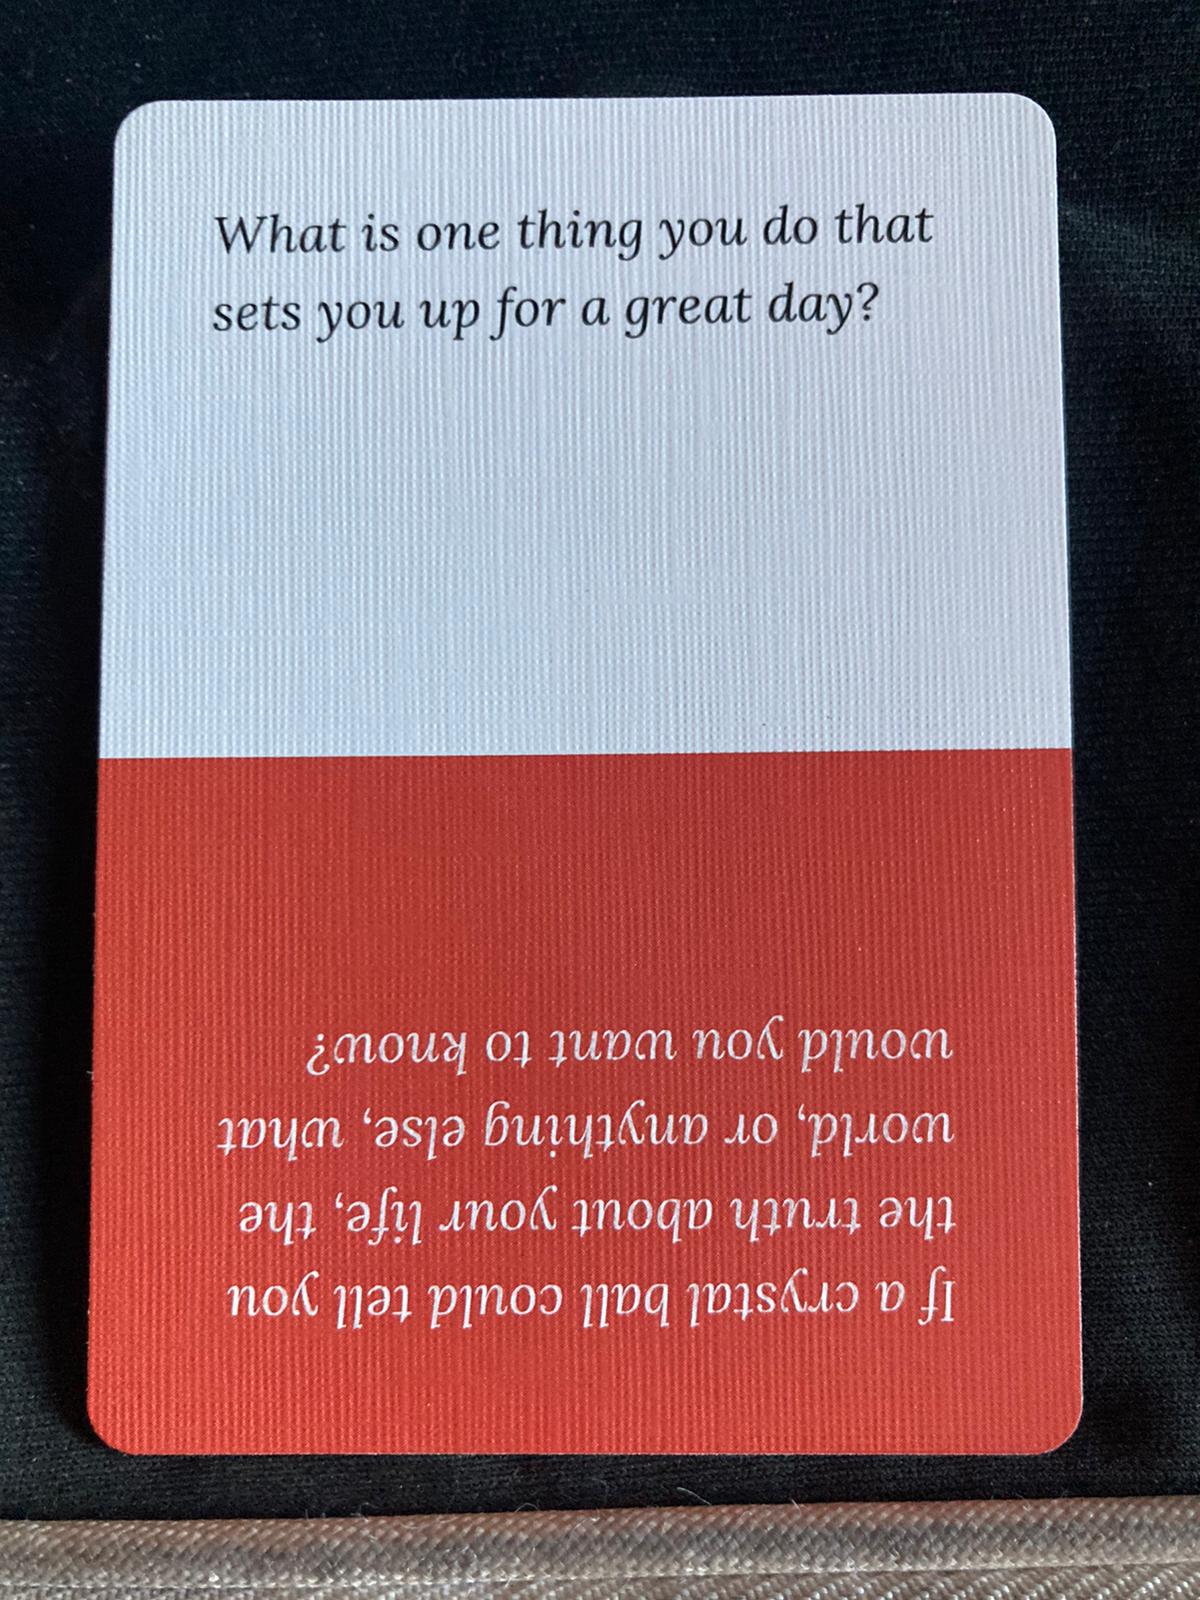 What is one thing you do that
sets you up for a great day?
If a crystal ball could tell you
the truth about your life, the
world, or anything else, what
would you want to know?